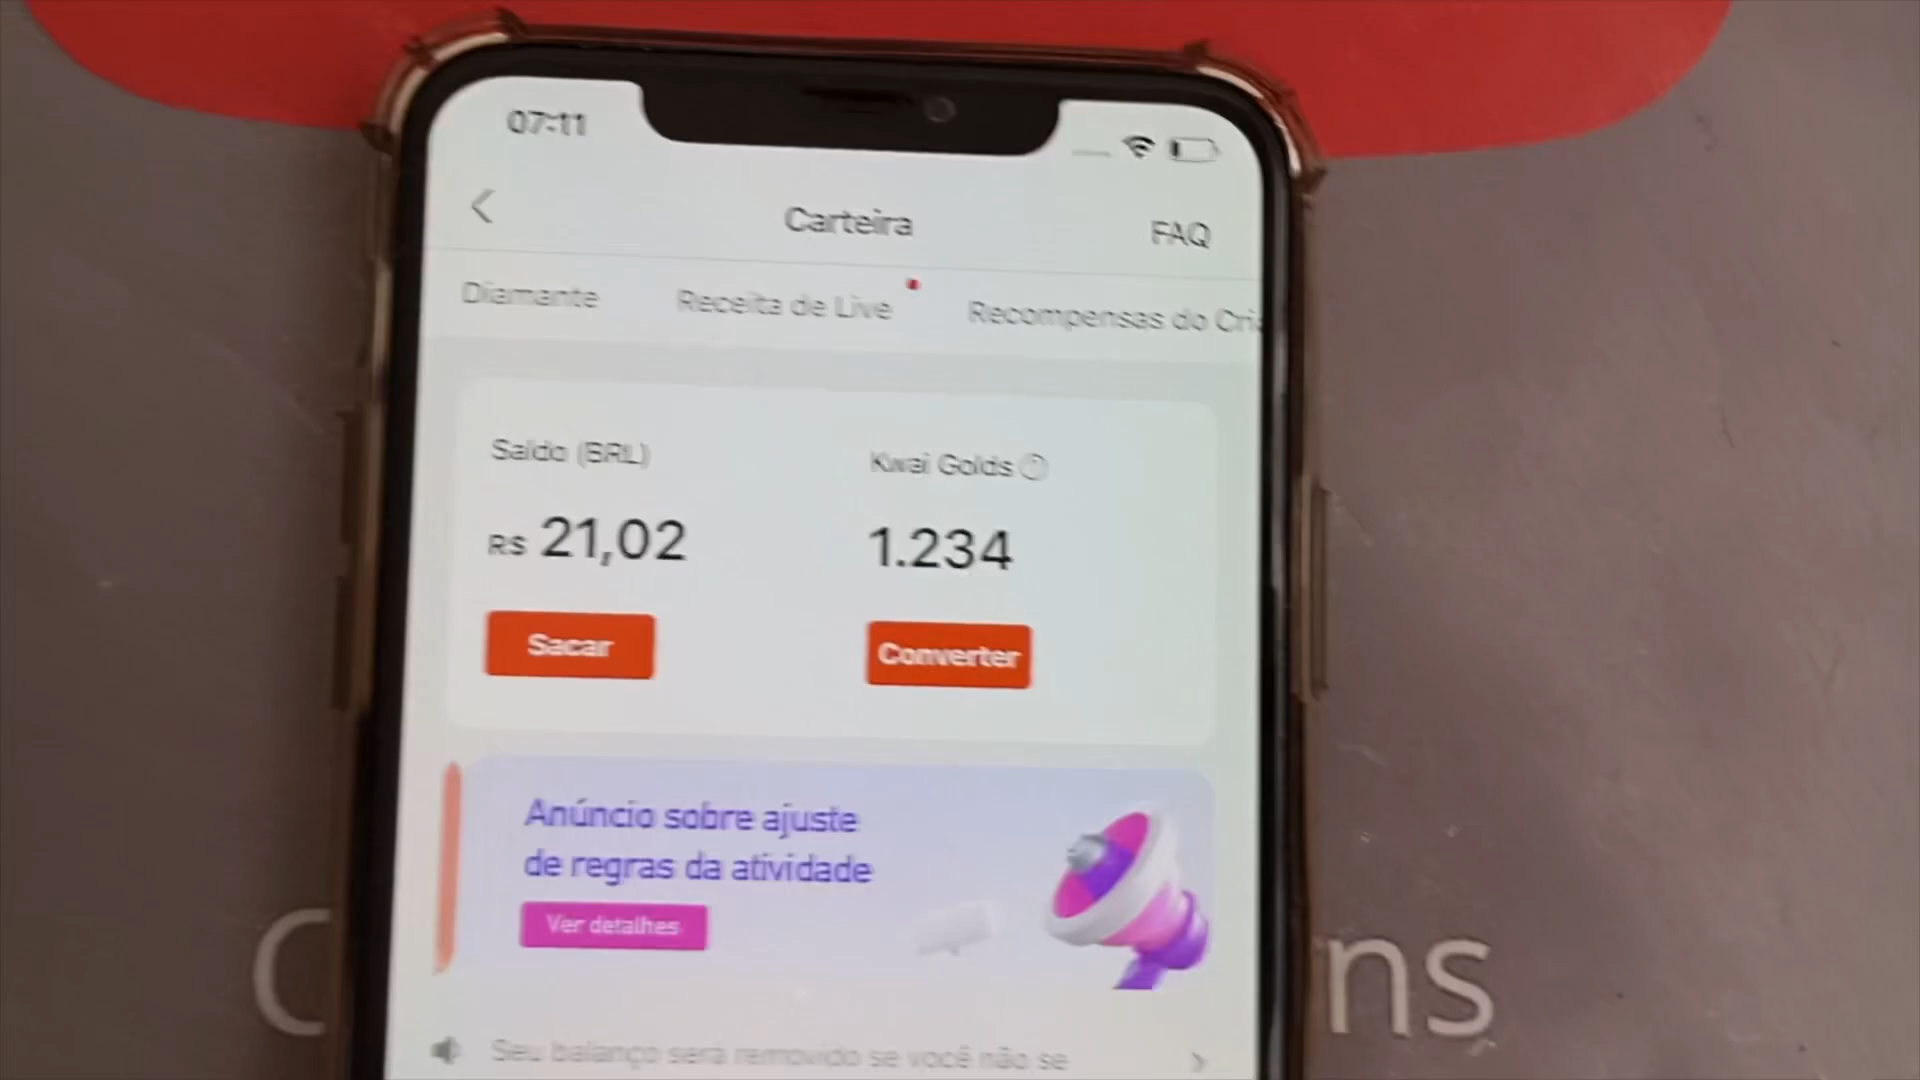 07:11
Carteira
FAQ
Diamante
Receita de Live
Recompensas do
Saldo (BRL)
Kwai Golds
R$ 21,02
1.234
Sacar
Converter
Anúncio sobre ajuste
de regras da atividade
Ver detalhes
Seu balanço será removido se você não se
ns